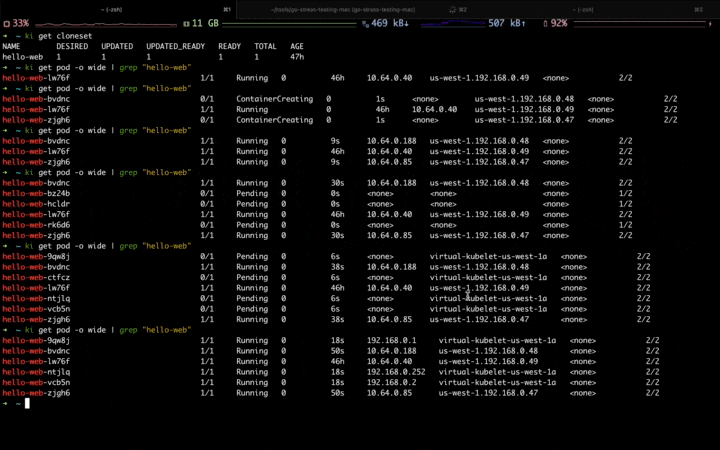 ~ (-zsh) ⌘1 ~/tools/go-stress-testing-mac (go-stress-testing-mac) ⌘2 ~ (-zsh) ⌘3
33% 11 GB 469 kB↓ 507 kB↑ 92%
➜ ~ ki get cloneset
NAME DESIRED UPDATED UPDATED_READY READY TOTAL AGE
hello-web 1 1 1 1 1 47h
➜ ~ ki get pod -o wide | grep "hello-web"
hello-web-lw76f 1/1 Running 0 46h 10.64.0.40 us-west-1.192.168.0.49 <none> 2/2
➜ ~ ki get pod -o wide | grep "hello-web"
hello-web-bvdnc 0/1 ContainerCreating 0 1s <none> us-west-1.192.168.0.48 <none> 2/2
hello-web-lw76f 1/1 Running 0 46h 10.64.0.40 us-west-1.192.168.0.49 <none> 2/2
hello-web-zjgh6 0/1 ContainerCreating 0 1s <none> us-west-1.192.168.0.47 <none> 2/2
➜ ~ ki get pod -o wide | grep "hello-web"
hello-web-bvdnc 1/1 Running 0 9s 10.64.0.188 us-west-1.192.168.0.48 <none> 2/2
hello-web-lw76f 1/1 Running 0 46h 10.64.0.40 us-west-1.192.168.0.49 <none> 2/2
hello-web-zjgh6 1/1 Running 0 9s 10.64.0.85 us-west-1.192.168.0.47 <none> 2/2
➜ ~ ki get pod -o wide | grep "hello-web"
hello-web-bvdnc 1/1 Running 0 30s 10.64.0.188 us-west-1.192.168.0.48 <none> 2/2
hello-web-bz24b 0/1 Pending 0 0s <none> <none> <none> 1/2
hello-web-hcldr 0/1 Pending 0 0s <none> <none> <none> 1/2
hello-web-lw76f 1/1 Running 0 46h 10.64.0.40 us-west-1.192.168.0.49 <none> 2/2
hello-web-rk6d6 0/1 Pending 0 0s <none> <none> <none> 1/2
hello-web-zjgh6 1/1 Running 0 30s 10.64.0.85 us-west-1.192.168.0.47 <none> 2/2
➜ ~ ki get pod -o wide | grep "hello-web"
hello-web-9qw8j 0/1 Pending 0 6s <none> virtual-kubelet-us-west-1a <none> 2/2
hello-web-bvdnc 1/1 Running 0 38s 10.64.0.188 us-west-1.192.168.0.48 <none> 2/2
hello-web-ctfcz 0/1 Pending 0 6s <none> virtual-kubelet-us-west-1a <none> 2/2
hello-web-lw76f 1/1 Running 0 46h 10.64.0.40 us-west-1.192.168.0.49 <none> 2/2
hello-web-ntjlq 0/1 Pending 0 6s <none> virtual-kubelet-us-west-1a <none> 2/2
hello-web-vcb5n 0/1 Pending 0 6s <none> virtual-kubelet-us-west-1a <none> 2/2
hello-web-zjgh6 1/1 Running 0 38s 10.64.0.85 us-west-1.192.168.0.47 <none> 2/2
➜ ~ ki get pod -o wide | grep "hello-web"
hello-web-9qw8j 1/1 Running 0 18s 192.168.0.1 virtual-kubelet-us-west-1a <none> 2/2
hello-web-bvdnc 1/1 Running 0 50s 10.64.0.188 us-west-1.192.168.0.48 <none> 2/2
hello-web-lw76f 1/1 Running 0 46h 10.64.0.40 us-west-1.192.168.0.49 <none> 2/2
hello-web-ntjlq 1/1 Running 0 18s 192.168.0.252 virtual-kubelet-us-west-1a <none> 2/2
hello-web-vcb5n 1/1 Running 0 18s 192.168.0.2 virtual-kubelet-us-west-1a <none> 2/2
hello-web-zjgh6 1/1 Running 0 50s 10.64.0.85 us-west-1.192.168.0.47 <none> 2/2
➜ ~